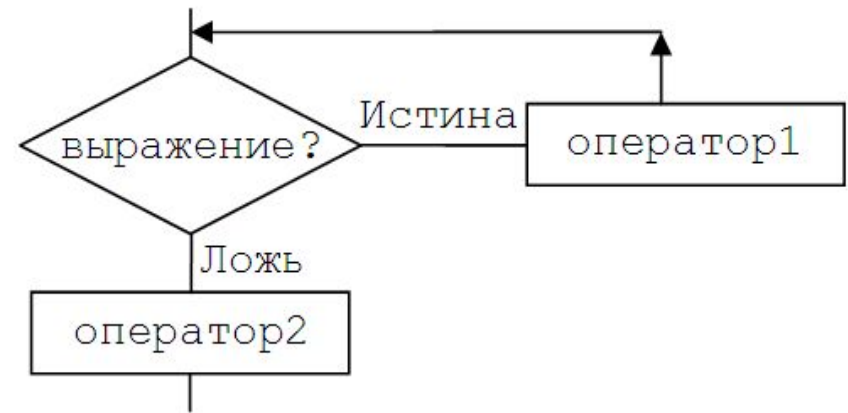 Истина
выражение?
оператор1
Ложь
оператор2